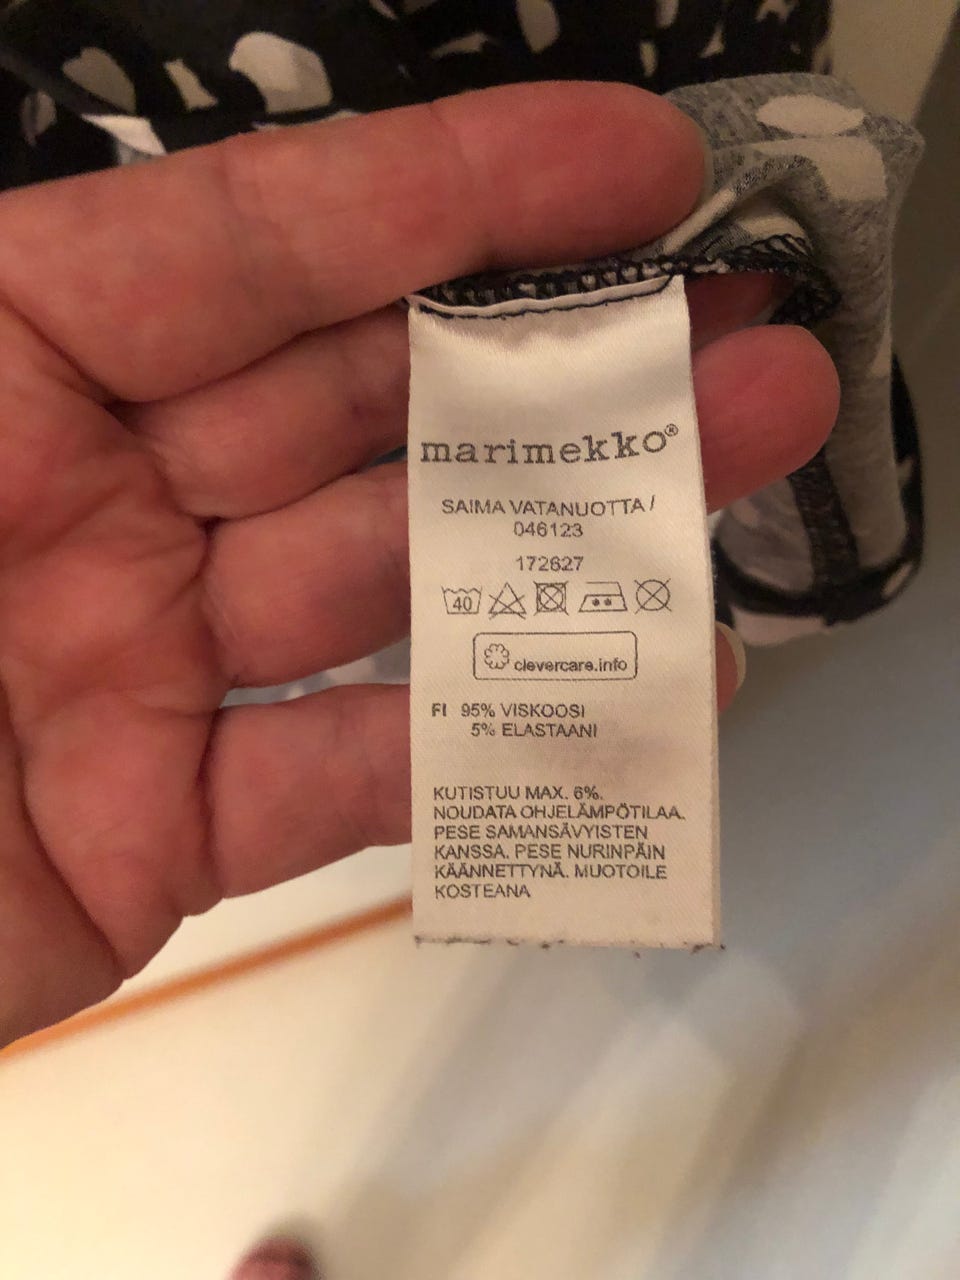 marimekko®
SAIMA VATANUOTTA /
046123
172627
40
clevercare.info
FI 95% VISKOOSI
5% ELASTAANI
KUTISTUU MAX. 6%.
NOUDATA OHJELÄMPÖTILAA.
PESE SAMANSÄVYISTEN
KANSSA. PESE NURINPÄIN
KÄÄNNETTYNÄ. MUOTOILE
KOSTEANA